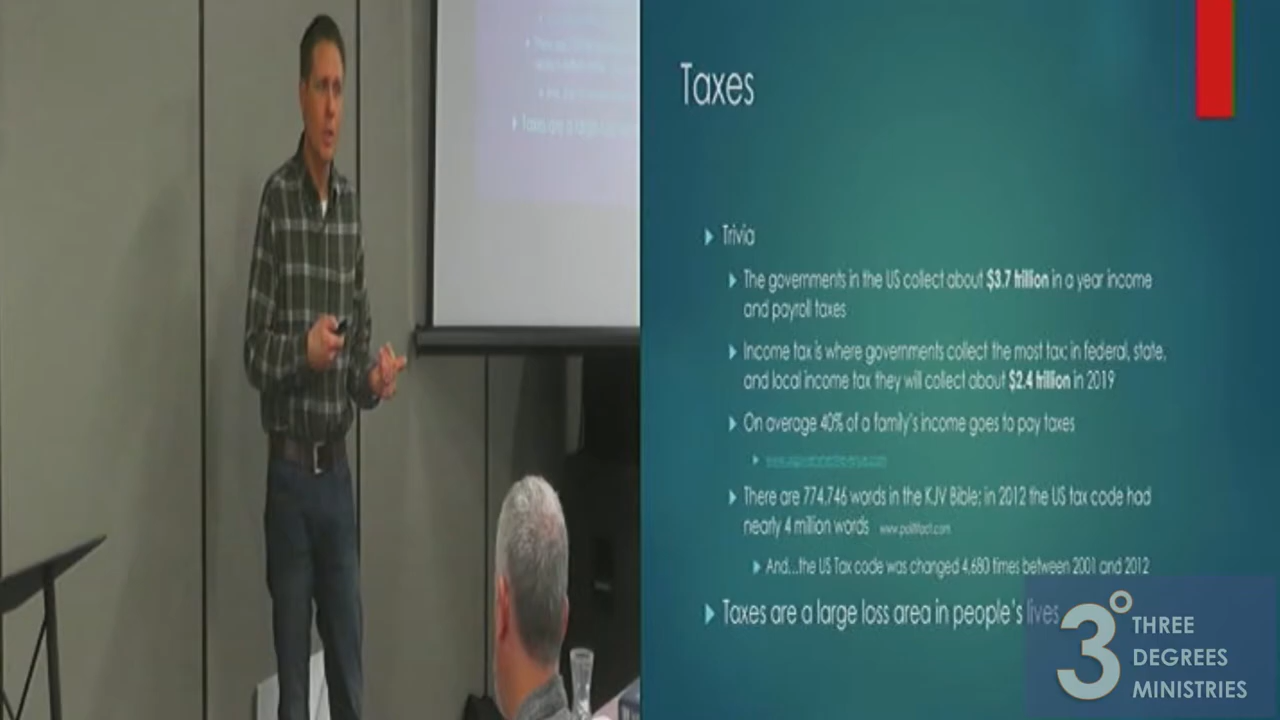 Taxes
Trivia
The governments in the US collect about $3.7 trillion in a year income
and payroll taxes
Income tax is where governments collect the most tax; in federal, state,
and local income tax they will collect about $2.4 trillion in 2019
On average 40% of a family's income goes to pay taxes
There are 774,746 words in the KJV Bible; in 2012 the US tax code had
nearly 4 million words www.politifact.com
And...the US Tax code was changed 4,680 times between 2001 and 2012
Taxes are a large loss area in people's lives
3°
THREE
DEGREES
MINISTRIES
Taxes are a large